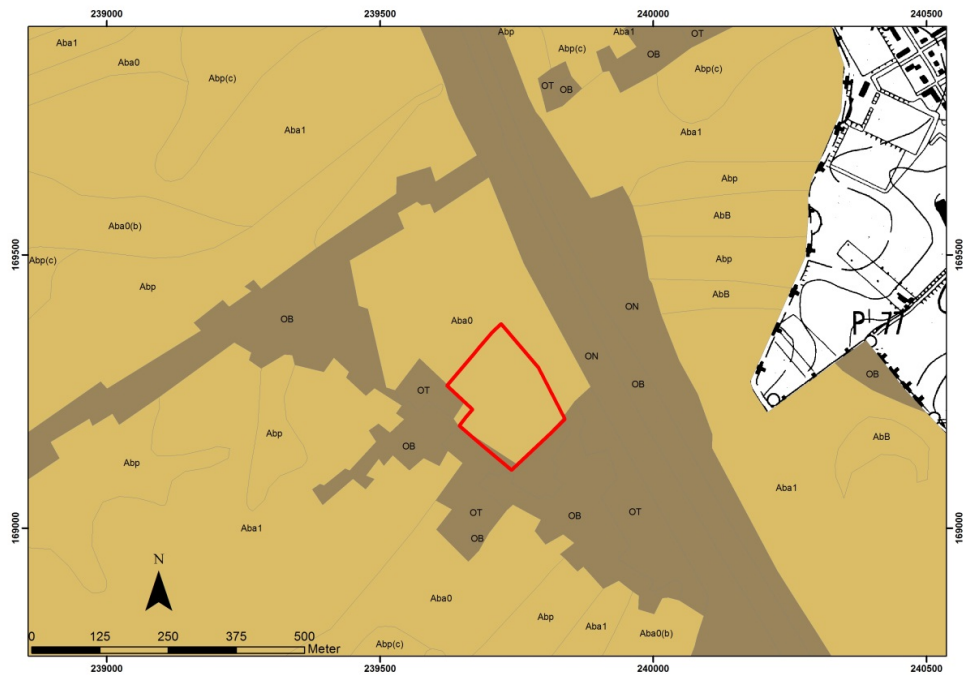 239000 239500 240000 240500
Aba1 Abp Aba1 OT
Aba0 Abp(c) Abp(c) OB Abp(c)
OT OB
Aba1 Aba1
Abp
Aba0(b) AbB
169500 Abp(c) Abp 169500
Abp AbB
OB Aba0 ON P 77
ON
OT OB OB
Abp OB AbB
Abp Aba1
OT OB OT
169000 Aba1 OB 169000
N
Aba0 Abp Aba1 Aba0(b)
Abp(c)
0 125 250 375 500
Meter
239000 239500 240000 240500